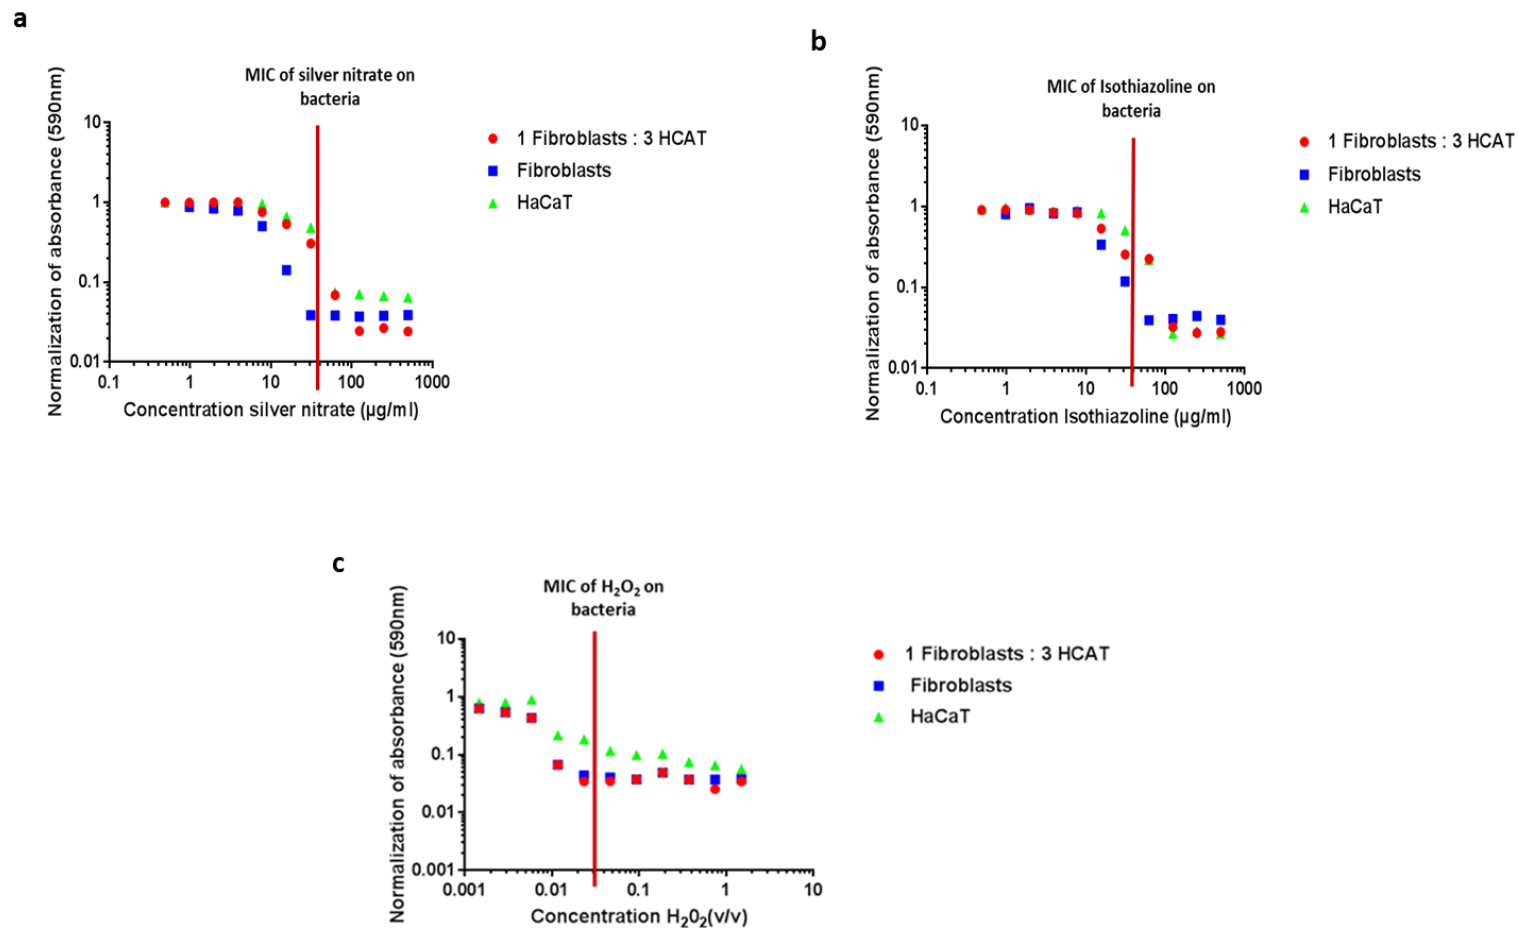 a
MIC of silver nitrate on
bacteria
Normalization of absorbance (590nm)
10
1
0.1
0.01
0.1
1
10
100
1000
Concentration silver nitrate (µg/ml)
1 Fibroblasts : 3 HCAT
Fibroblasts
HaCaT
b
MIC of Isothiazoline on
bacteria
Normalization of absorbance (590nm)
10
1
0.1
0.01
0.1
1
10
100
1000
Concentration Isothiazoline (µg/ml)
1 Fibroblasts : 3 HCAT
Fibroblasts
HaCaT
c
MIC of H₂O₂ on
bacteria
Normalization of absorbance (590nm)
10
1
0.1
0.01
0.001
0.001
0.01
0.1
1
10
Concentration H₂0₂(v/v)
1 Fibroblasts : 3 HCAT
Fibroblasts
HaCaT